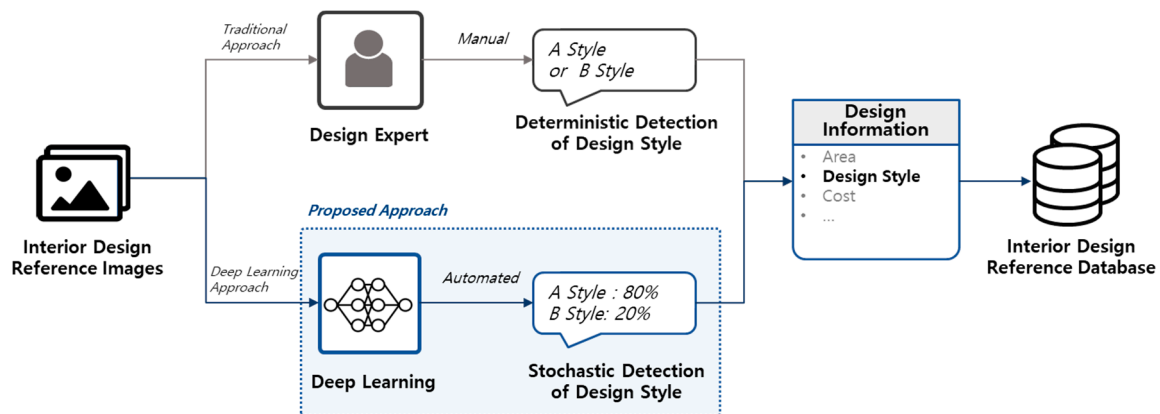 Traditional
Approach
Manual
A Style
or B Style
Design Expert
Deterministic Detection
of Design Style
Interior Design
Reference Images
Proposed Approach
Deep Learning
Approach
Automated
A Style : 80%
B Style: 20%
Deep Learning
Stochastic Detection
of Design Style
Design
Information
• Area
• Design Style
• Cost
• ...
Interior Design
Reference Database